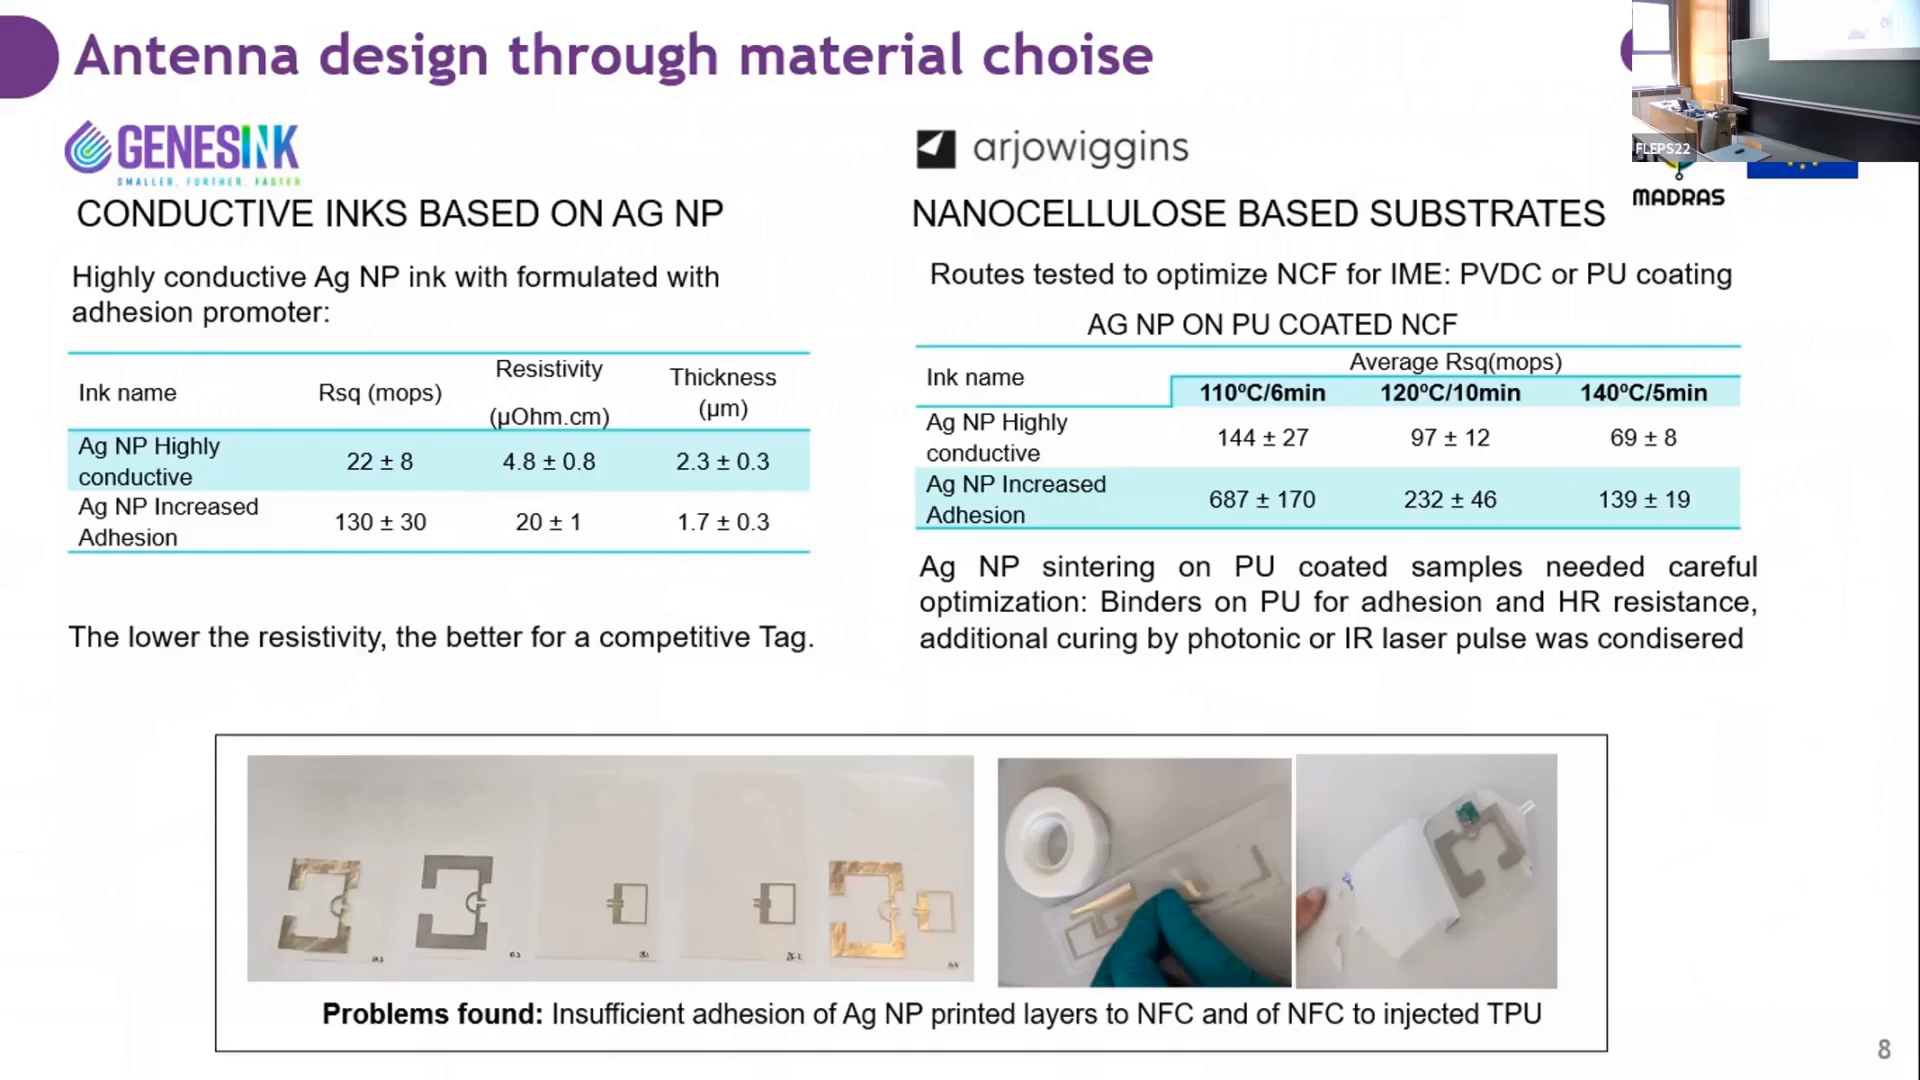 Antenna design through material choise
GENESINK
SMALLER, FURTHER, FASTER
CONDUCTIVE INKS BASED ON AG NP
Highly conductive Ag NP ink with formulated with
adhesion promoter:
Ink name Rsq (mops) Resistivity (µOhm.cm) Thickness (µm)
Ag NP Highly conductive 22 ± 8 4.8 ± 0.8 2.3 ± 0.3
Ag NP Increased Adhesion 130 ± 30 20 ± 1 1.7 ± 0.3
The lower the resistivity, the better for a competitive Tag.
arjowiggins
FLEPS22
MADRAS
NANOCELLULOSE BASED SUBSTRATES
Routes tested to optimize NCF for IME: PVDC or PU coating
AG NP ON PU COATED NCF
Ink name Average Rsq(mops)
110ºC/6min 120ºC/10min 140ºC/5min
Ag NP Highly conductive 144 ± 27 97 ± 12 69 ± 8
Ag NP Increased Adhesion 687 ± 170 232 ± 46 139 ± 19
Ag NP sintering on PU coated samples needed careful
optimization: Binders on PU for adhesion and HR resistance,
additional curing by photonic or IR laser pulse was condisered
Problems found: Insufficient adhesion of Ag NP printed layers to NFC and of NFC to injected TPU
8